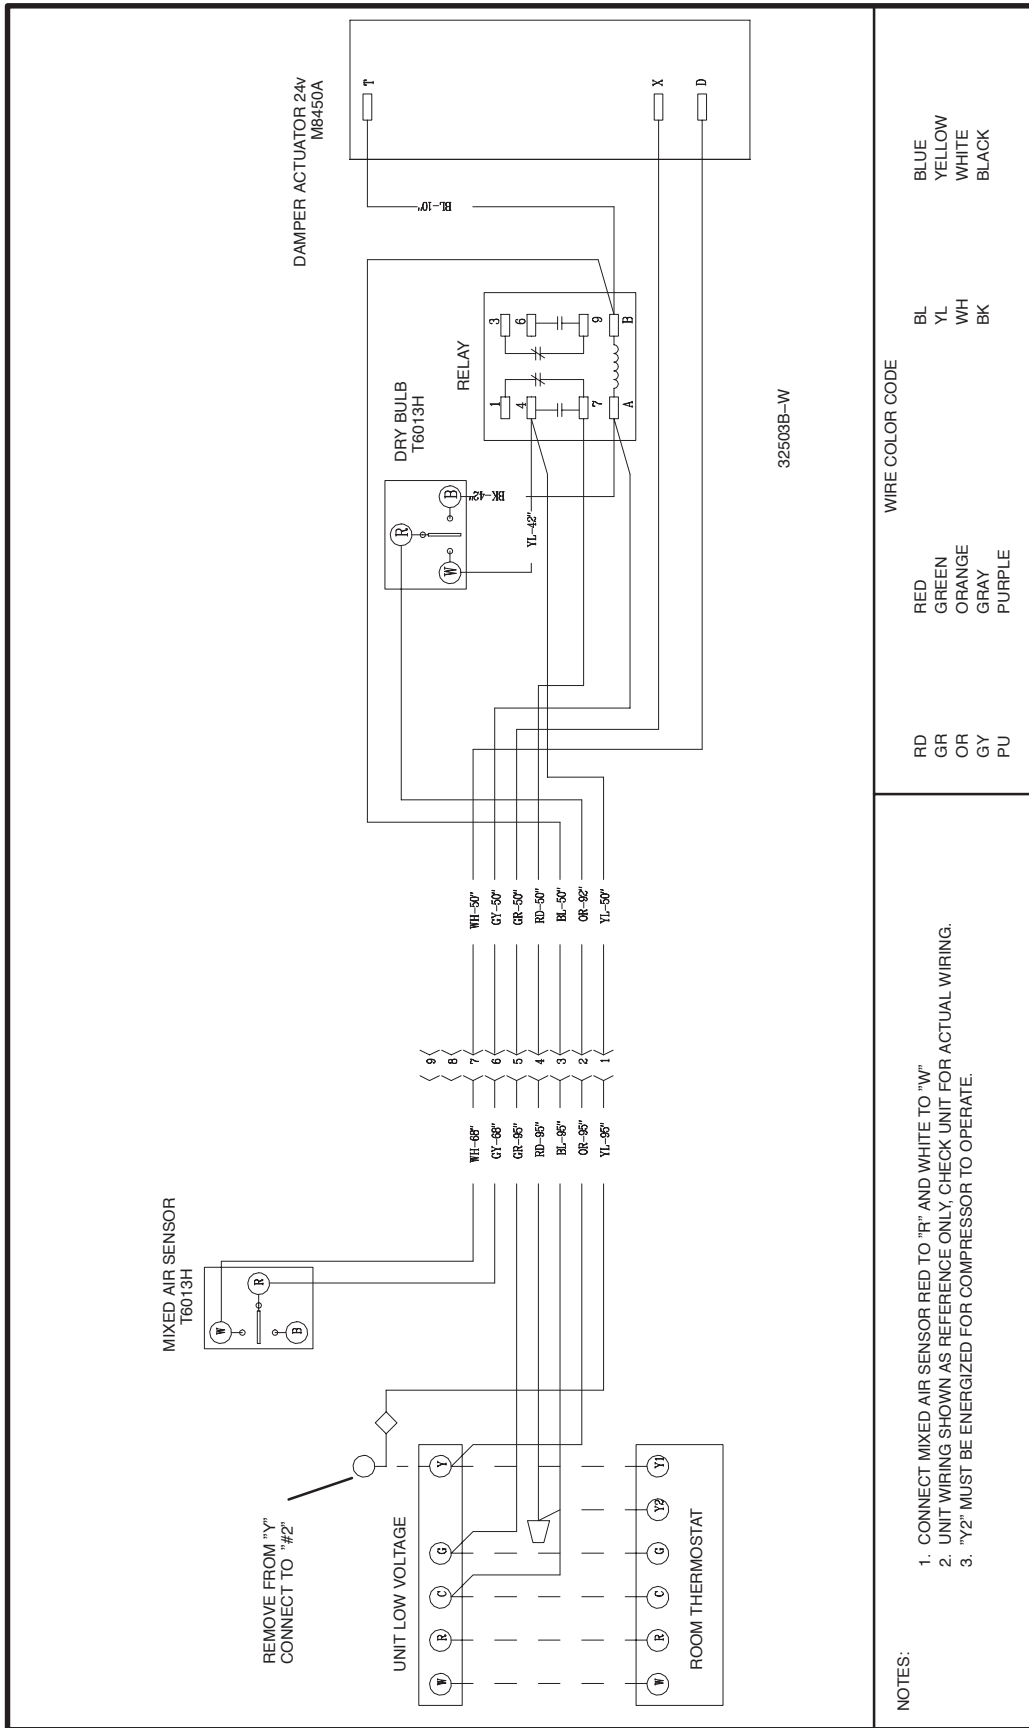 DAMPER ACTUATOR 24v
M8450A
T
X
D
BL-10"
RELAY
3
6
9
B
1
4
7
A
DRY BULB
T6013H
R
B
W
BK-42"
YL-42"
32503B-W
WH-50"
GY-50"
GR-50"
RD-50"
BL-50"
OR-92"
YL-50"
9
8
7
6
5
4
3
2
1
WH-68"
GY-68"
GR-95"
RD-95"
BL-95"
OR-95"
YL-95"
MIXED AIR SENSOR
T6013H
W
R
B
REMOVE FROM "Y"
CONNECT TO "#2"
UNIT LOW VOLTAGE
W
R
C
G
Y
ROOM THERMOSTAT
W
R
C
G
Y2
Y1
NOTES:
1. CONNECT MIXED AIR SENSOR RED TO "R" AND WHITE TO "W"
2. UNIT WIRING SHOWN AS REFERENCE ONLY, CHECK UNIT FOR ACTUAL WIRING.
3. "Y2" MUST BE ENERGIZED FOR COMPRESSOR TO OPERATE.
WIRE COLOR CODE
RD RED BL BLUE
GR GREEN YL YELLOW
OR ORANGE WH WHITE
GY GRAY BK BLACK
PU PURPLE